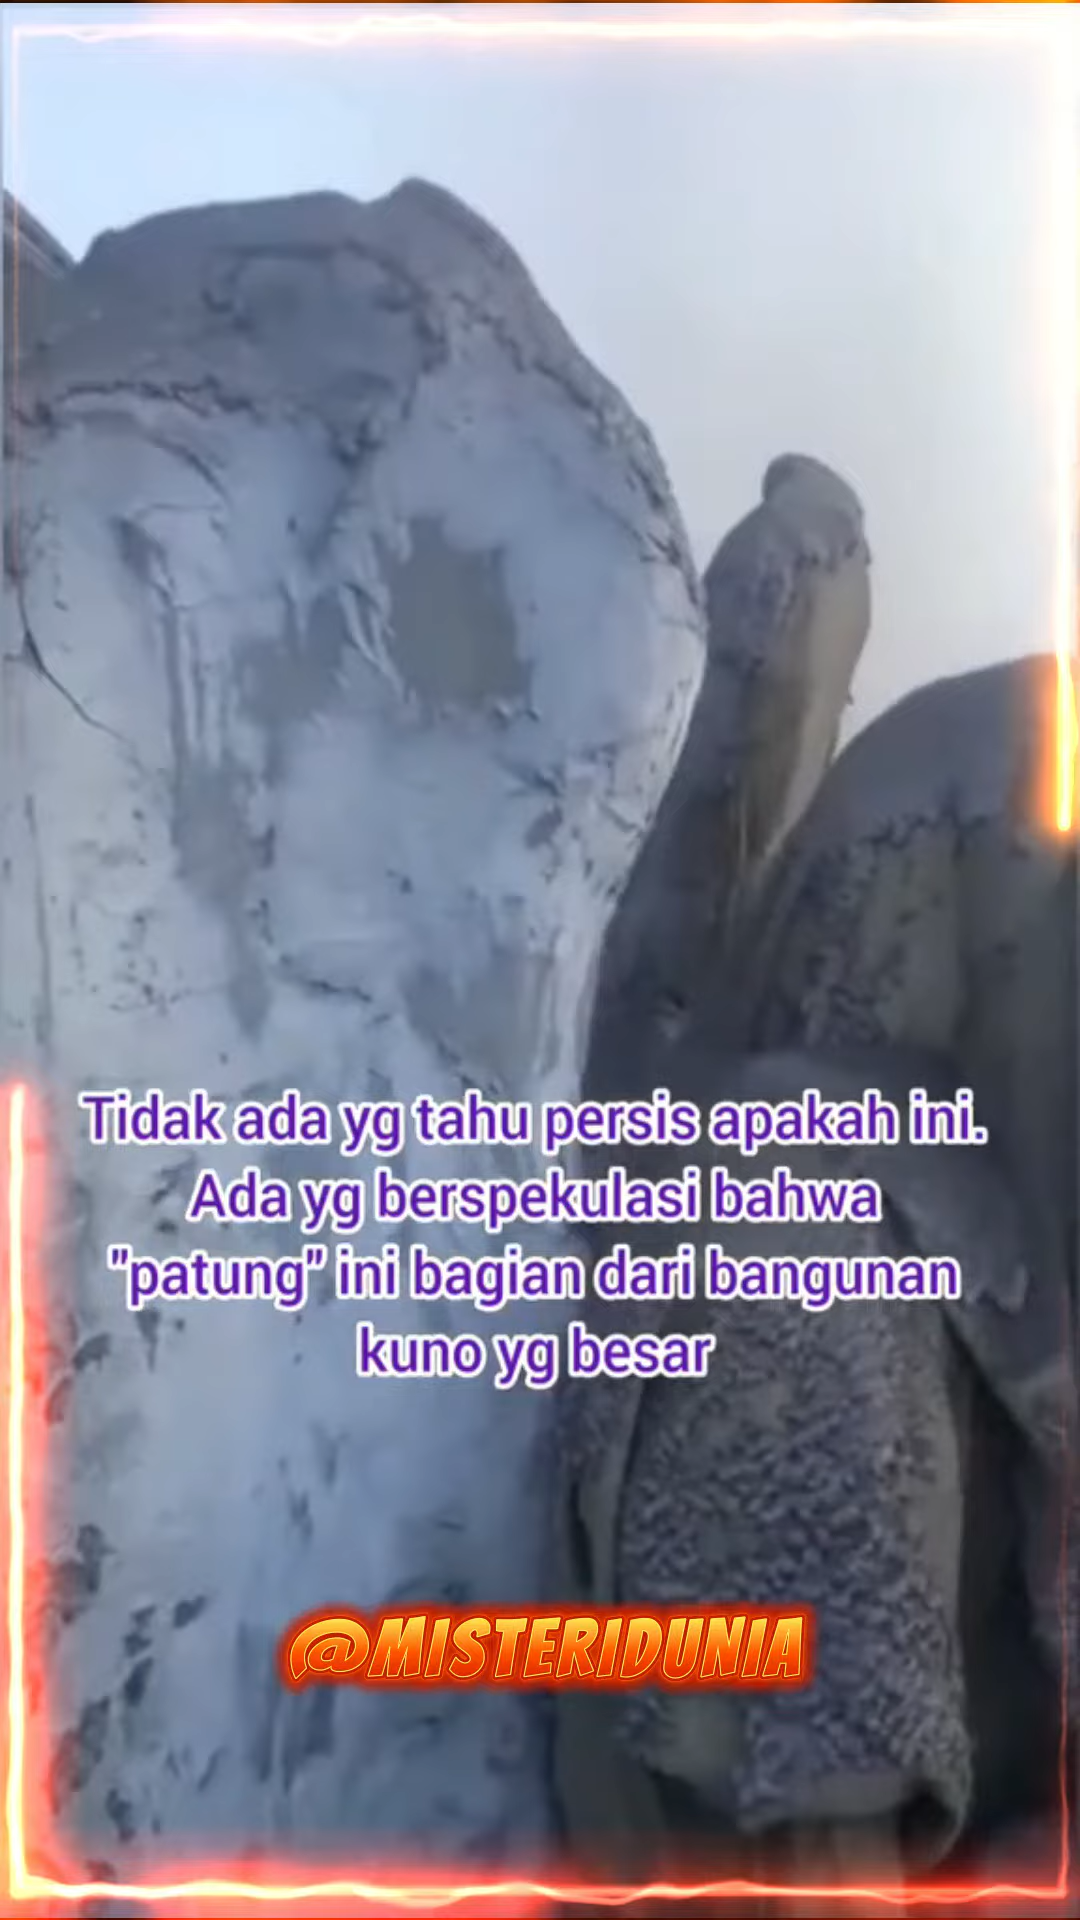 Tidak ada yg tahu persis apakah ini.
Ada yg berspekulasi bahwa
"patung" ini bagian dari bangunan
kuno yg besar
@MISTERIDUNIA